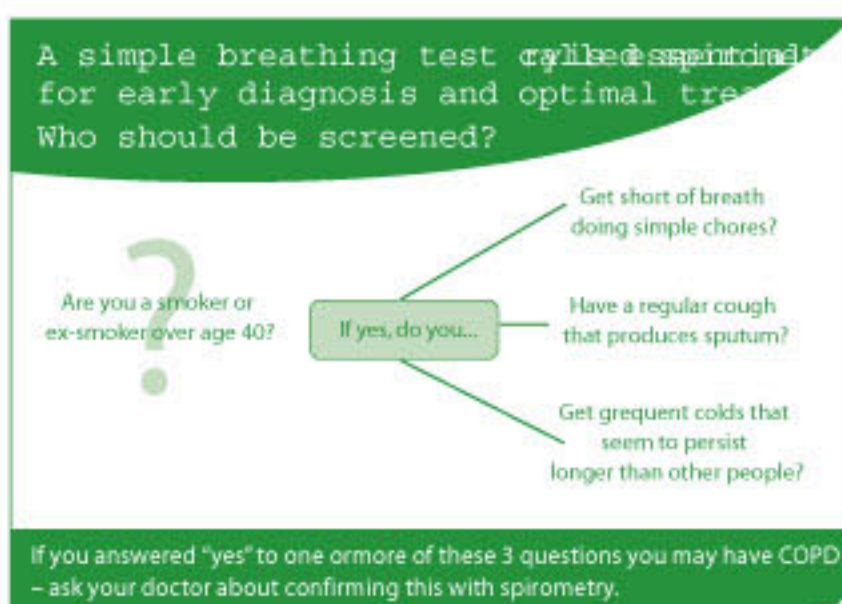 A simple breathing test
for early diagnosis and optimal
Who should be screened?
Are you a smoker or
ex-smoker over age 40?
If yes, do you...
Get short of breath
doing simple chores?
Have a regular cough
that produces sputum?
Get grequent colds that
seem to persist
longer than other people?
If you answered "yes" to one ormore of these 3 questions you may have COPD
– ask your doctor about confirming this with spirometry.